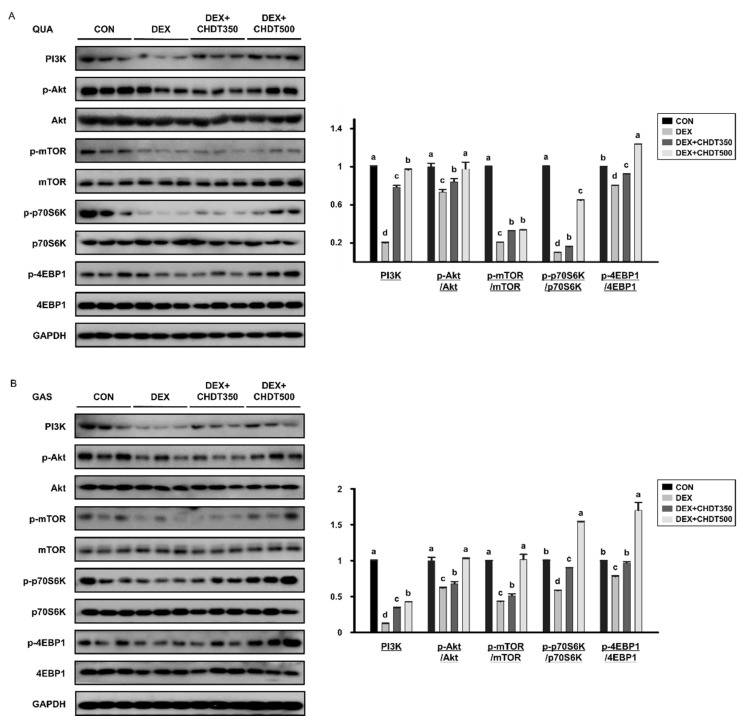 A
QUA
CON
DEX
DEX+
CHDT350
DEX+
CHDT500
PI3K
p-Akt
Akt
p-mTOR
mTOR
p-p70S6K
p70S6K
p-4EBP1
4EBP1
GAPDH
CON
DEX
DEX+CHDT350
DEX+CHDT500
1.4
1
0.6
0.2
a d c b
a c b a
a c b b
a d b c
b d c a
PI3K
p-Akt
/Akt
p-mTOR
/mTOR
p-p70S6K
/p70S6K
p-4EBP1
/4EBP1
B
GAS
CON
DEX
DEX+
CHDT350
DEX+
CHDT500
PI3K
p-Akt
Akt
p-mTOR
mTOR
p-p70S6K
p70S6K
p-4EBP1
4EBP1
GAPDH
CON
DEX
DEX+CHDT350
DEX+CHDT500
2
1.5
1
0.5
0
a d c b
a c b a
a c b a
b d c a
b c b a
PI3K
p-Akt
/Akt
p-mTOR
/mTOR
p-p70S6K
/p70S6K
p-4EBP1
/4EBP1